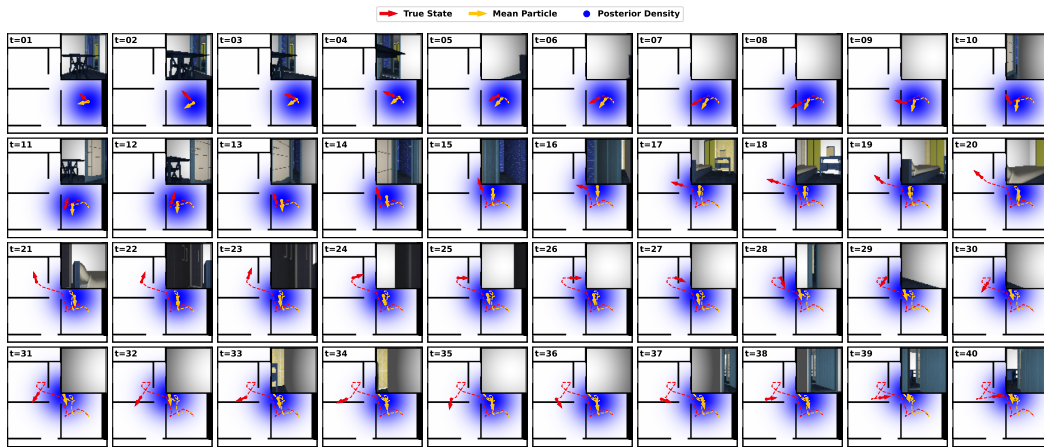 True State Mean Particle Posterior Density
t=01 t=02 t=03 t=04 t=05 t=06 t=07 t=08 t=09 t=10
t=11 t=12 t=13 t=14 t=15 t=16 t=17 t=18 t=19 t=20
t=21 t=22 t=23 t=24 t=25 t=26 t=27 t=28 t=29 t=30
t=31 t=32 t=33 t=34 t=35 t=36 t=37 t=38 t=39 t=40